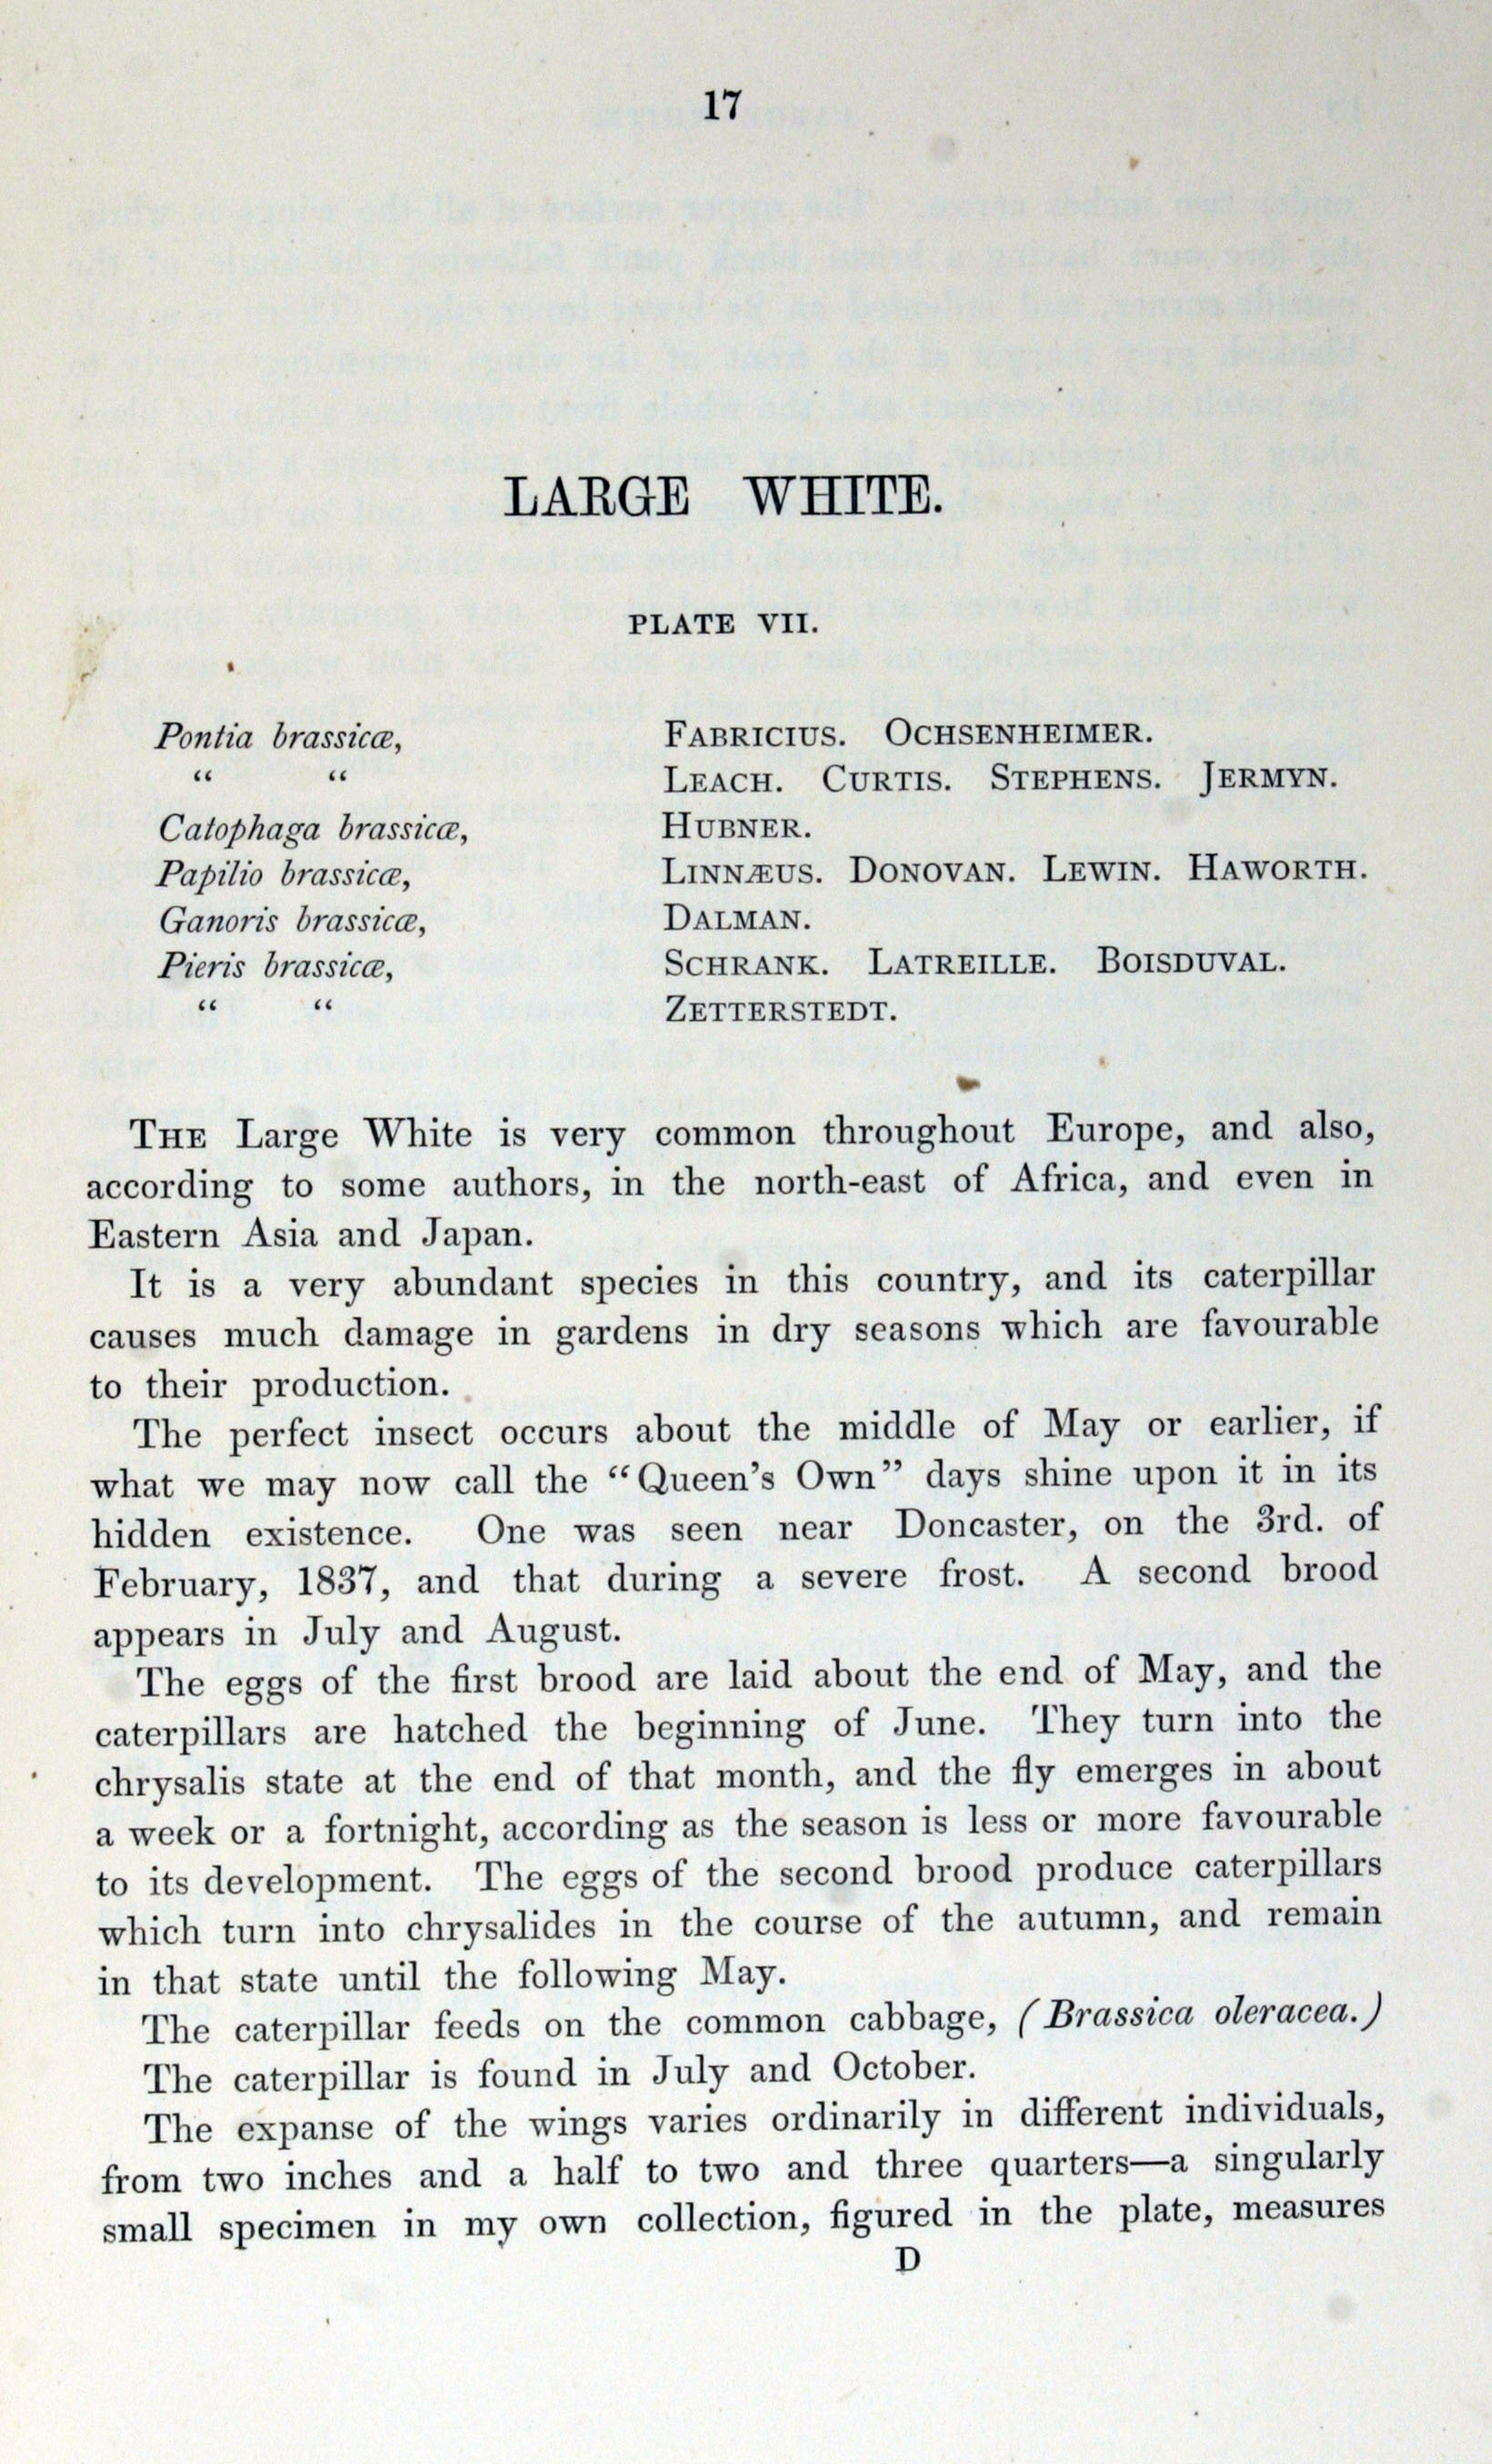 17
LARGE WHITE.
PLATE VII.
Pontia brassicæ, FABRICIUS. OCHSENHEIMER.
“ “ LEACH. CURTIS. STEPHENS. JERMYN.
Catophaga brassicæ, HUBNER.
Papilio brassicæ, LINNÆUS. DONOVAN. LEWIN. HAWORTH.
Ganoris brassicæ, DALMAN.
Pieris brassicæ, SCHRANK. LATREILLE. BOISDUVAL.
“ “ ZETTERSTEDT.
THE Large White is very common throughout Europe, and also,
according to some authors, in the north-east of Africa, and even in
Eastern Asia and Japan.
It is a very abundant species in this country, and its caterpillar
causes much damage in gardens in dry seasons which are favourable
to their production.
The perfect insect occurs about the middle of May or earlier, if
what we may now call the “Queen’s Own” days shine upon it in its
hidden existence. One was seen near Doncaster, on the 3rd. of
February, 1837, and that during a severe frost. A second brood
appears in July and August.
The eggs of the first brood are laid about the end of May, and the
caterpillars are hatched the beginning of June. They turn into the
chrysalis state at the end of that month, and the fly emerges in about
a week or a fortnight, according as the season is less or more favourable
to its development. The eggs of the second brood produce caterpillars
which turn into chrysalides in the course of the autumn, and remain
in that state until the following May.
The caterpillar feeds on the common cabbage, (Brassica oleracea.)
The caterpillar is found in July and October.
The expanse of the wings varies ordinarily in different individuals,
from two inches and a half to two and three quarters—a singularly
small specimen in my own collection, figured in the plate, measures
D